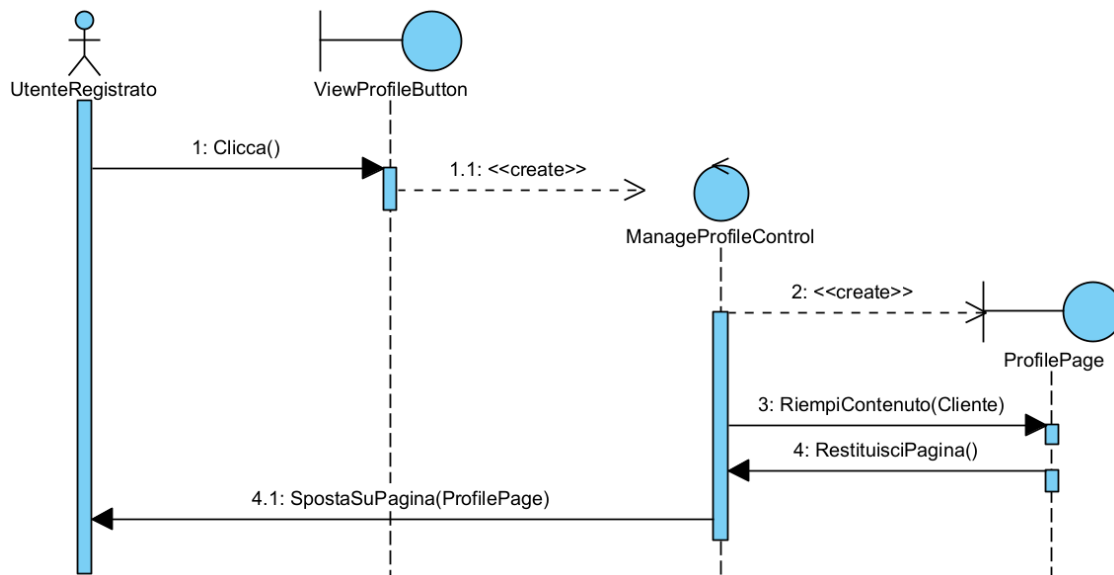 UtenteRegistrato
ViewProfileButton
1: Clicca()
1.1: <<create>>
ManageProfileControl
2: <<create>>
ProfilePage
3: RiempiContenuto(Cliente)
4: RestituisciPagina()
4.1: SpostaSuPagina(ProfilePage)